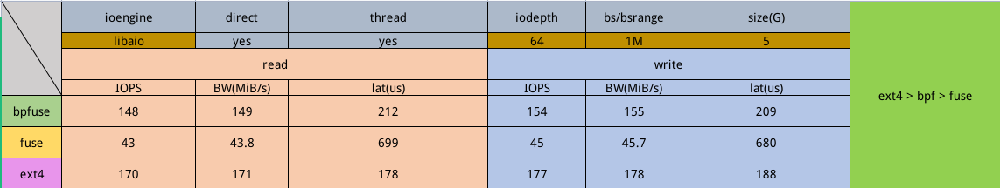 ioengine direct thread iodepth bs/bsrange size(G)
libaio yes yes 64 1M 5
read write
IOPS BW(MiB/s) lat(us) IOPS BW(MiB/s) lat(us)
ext4 > bpf > fuse
bpfuse 148 149 212 154 155 209
fuse 43 43.8 699 45 45.7 680
ext4 170 171 178 177 178 188